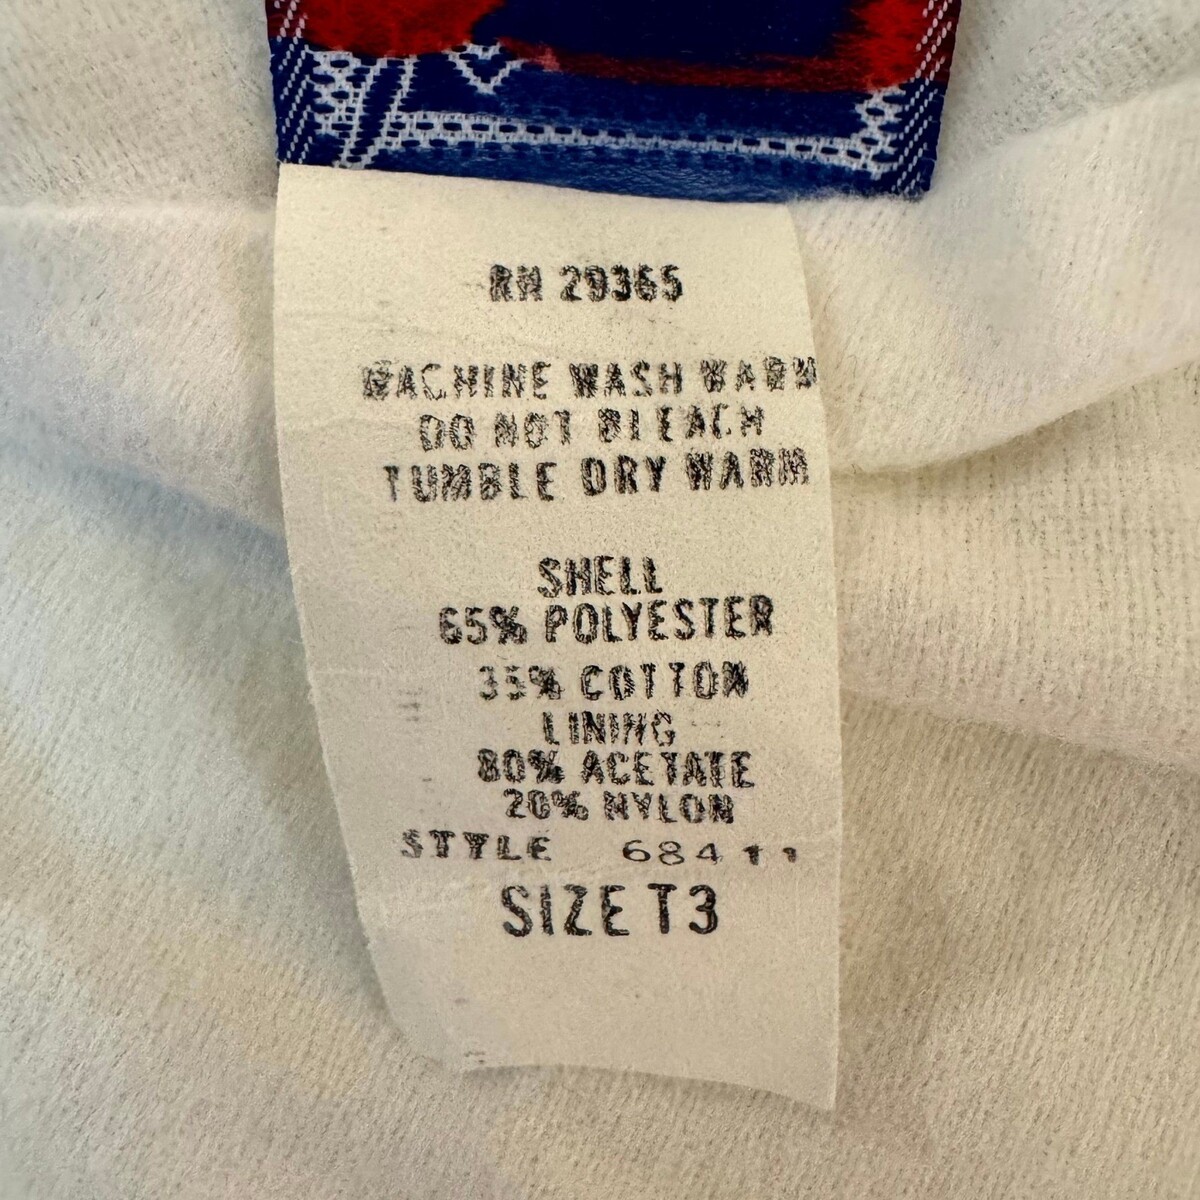 RN 29365
MACHINE WASH WARM
DO NOT BLEACH
TUMBLE DRY WARM
SHELL
65% POLYESTER
35% COTTON
LINING
80% ACETATE
20% NYLON
STYLE 68411
SIZE T3